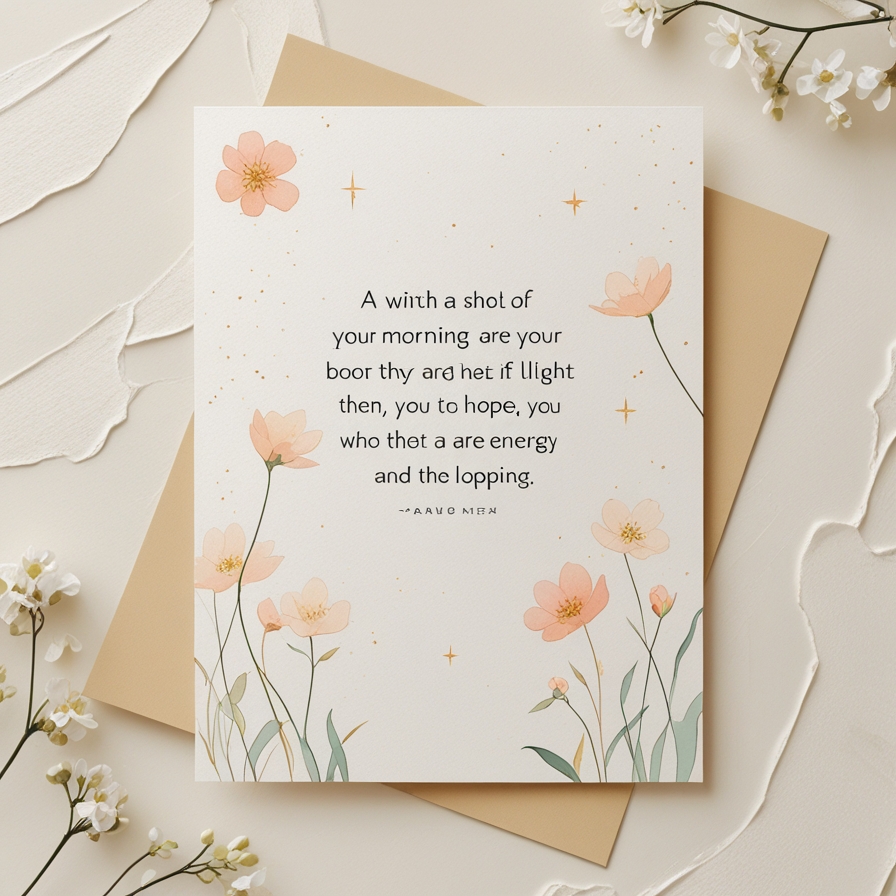 A wirth a shot of
your morning are your
boor thy and het if llight
then, you to hope, you
who thet a are energy
and the lopping.